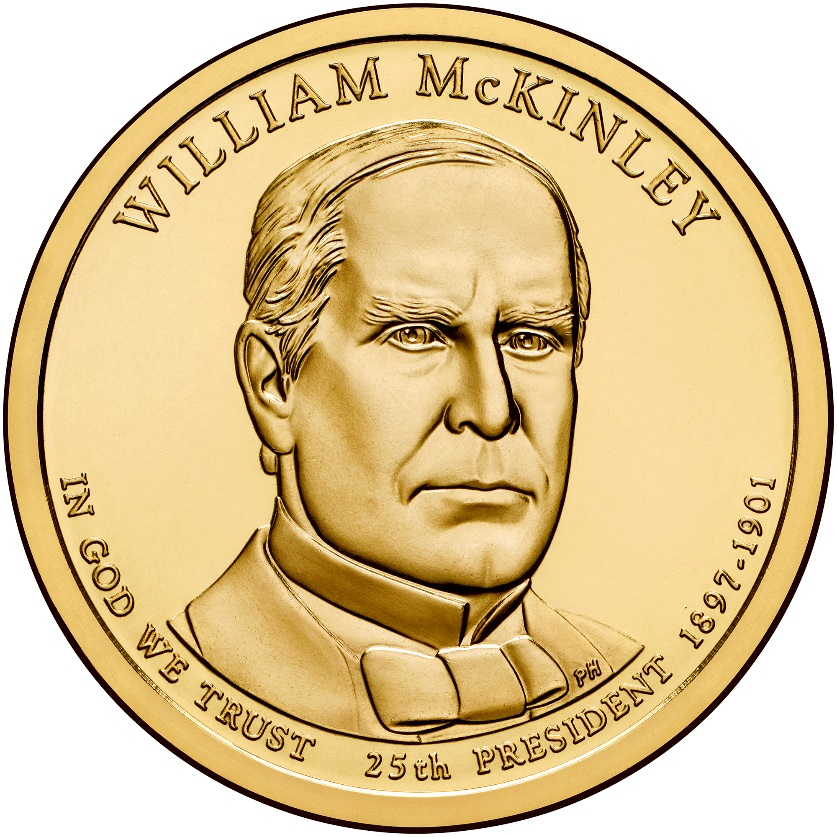 WILLIAM McKINLEY
IN GOD WE TRUST
25th PRESIDENT 1897-1901
PH